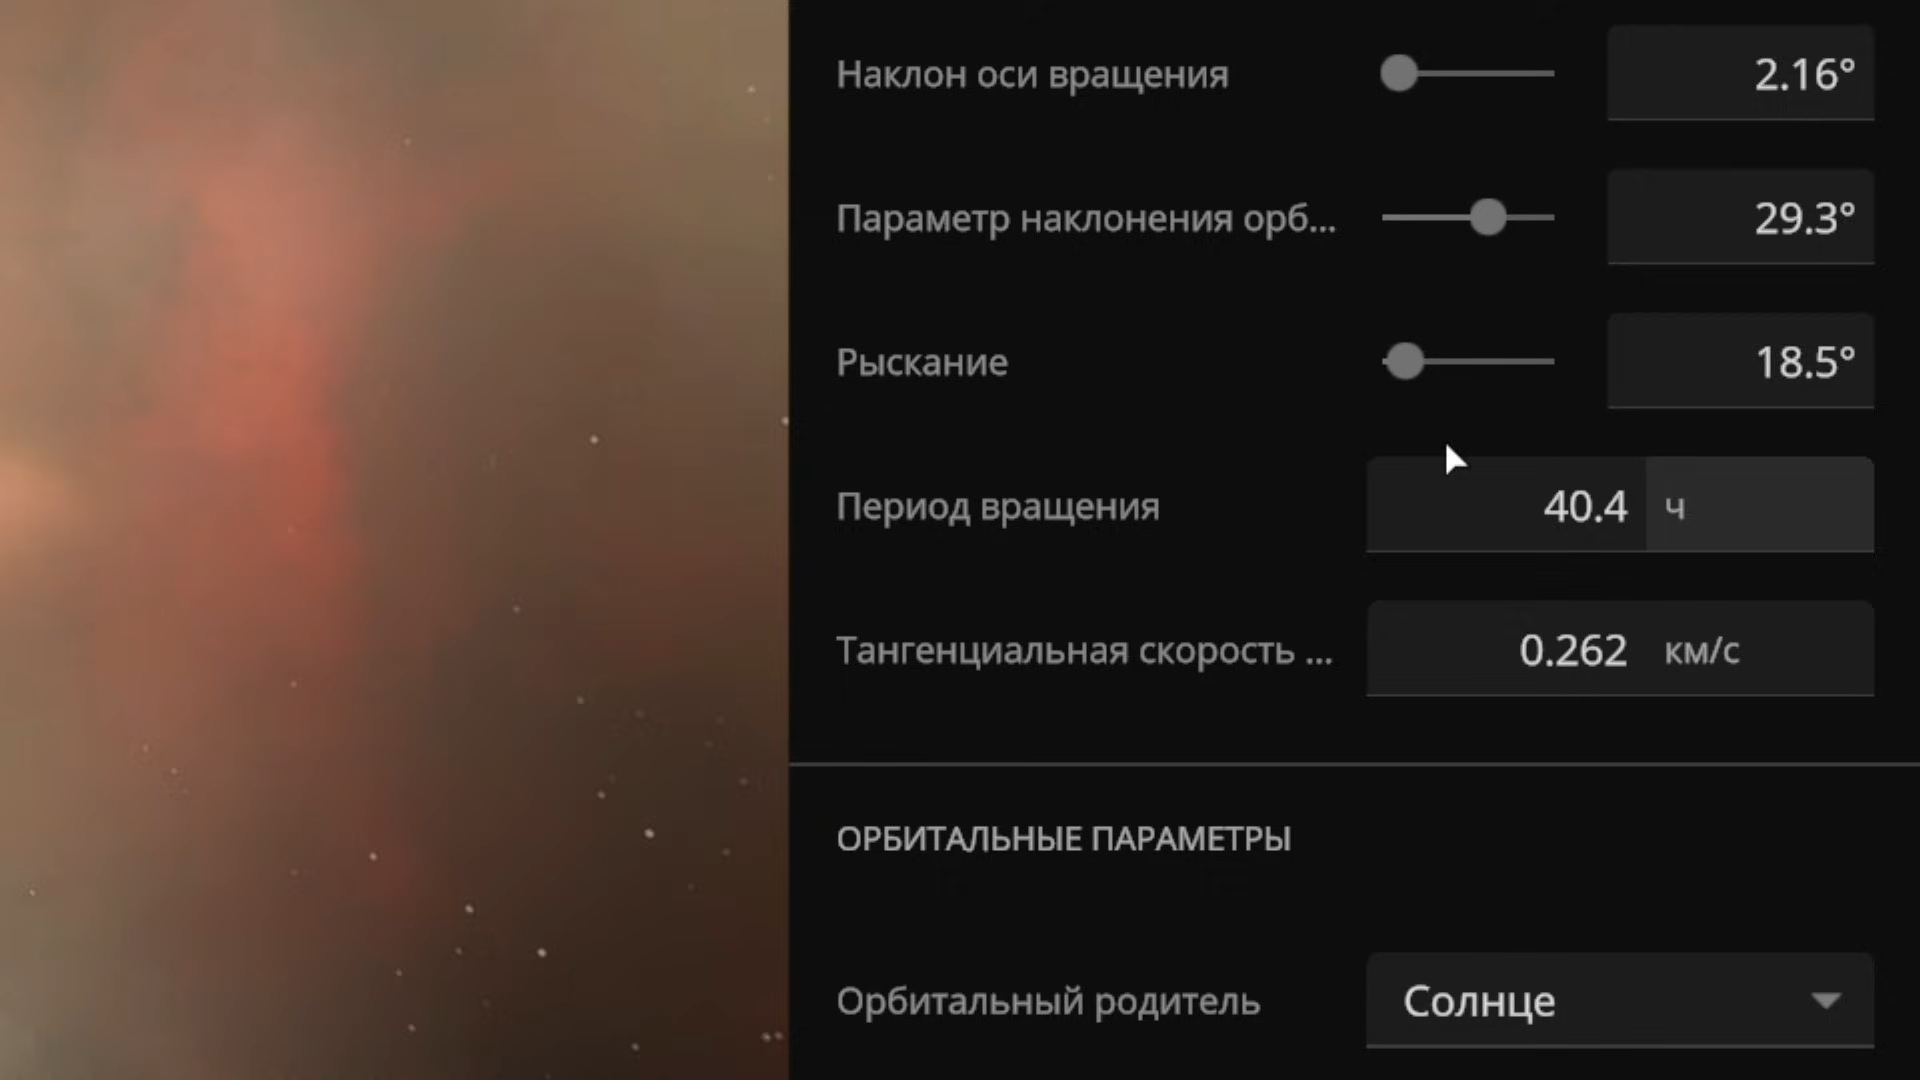 Наклон оси вращения 2.16°
Параметр наклонения орб... 29.3°
Рыскание 18.5°
Период вращения 40.4 ч
Тангенциальная скорость ... 0.262 км/с
ОРБИТАЛЬНЫЕ ПАРАМЕТРЫ
Орбитальный родитель Солнце